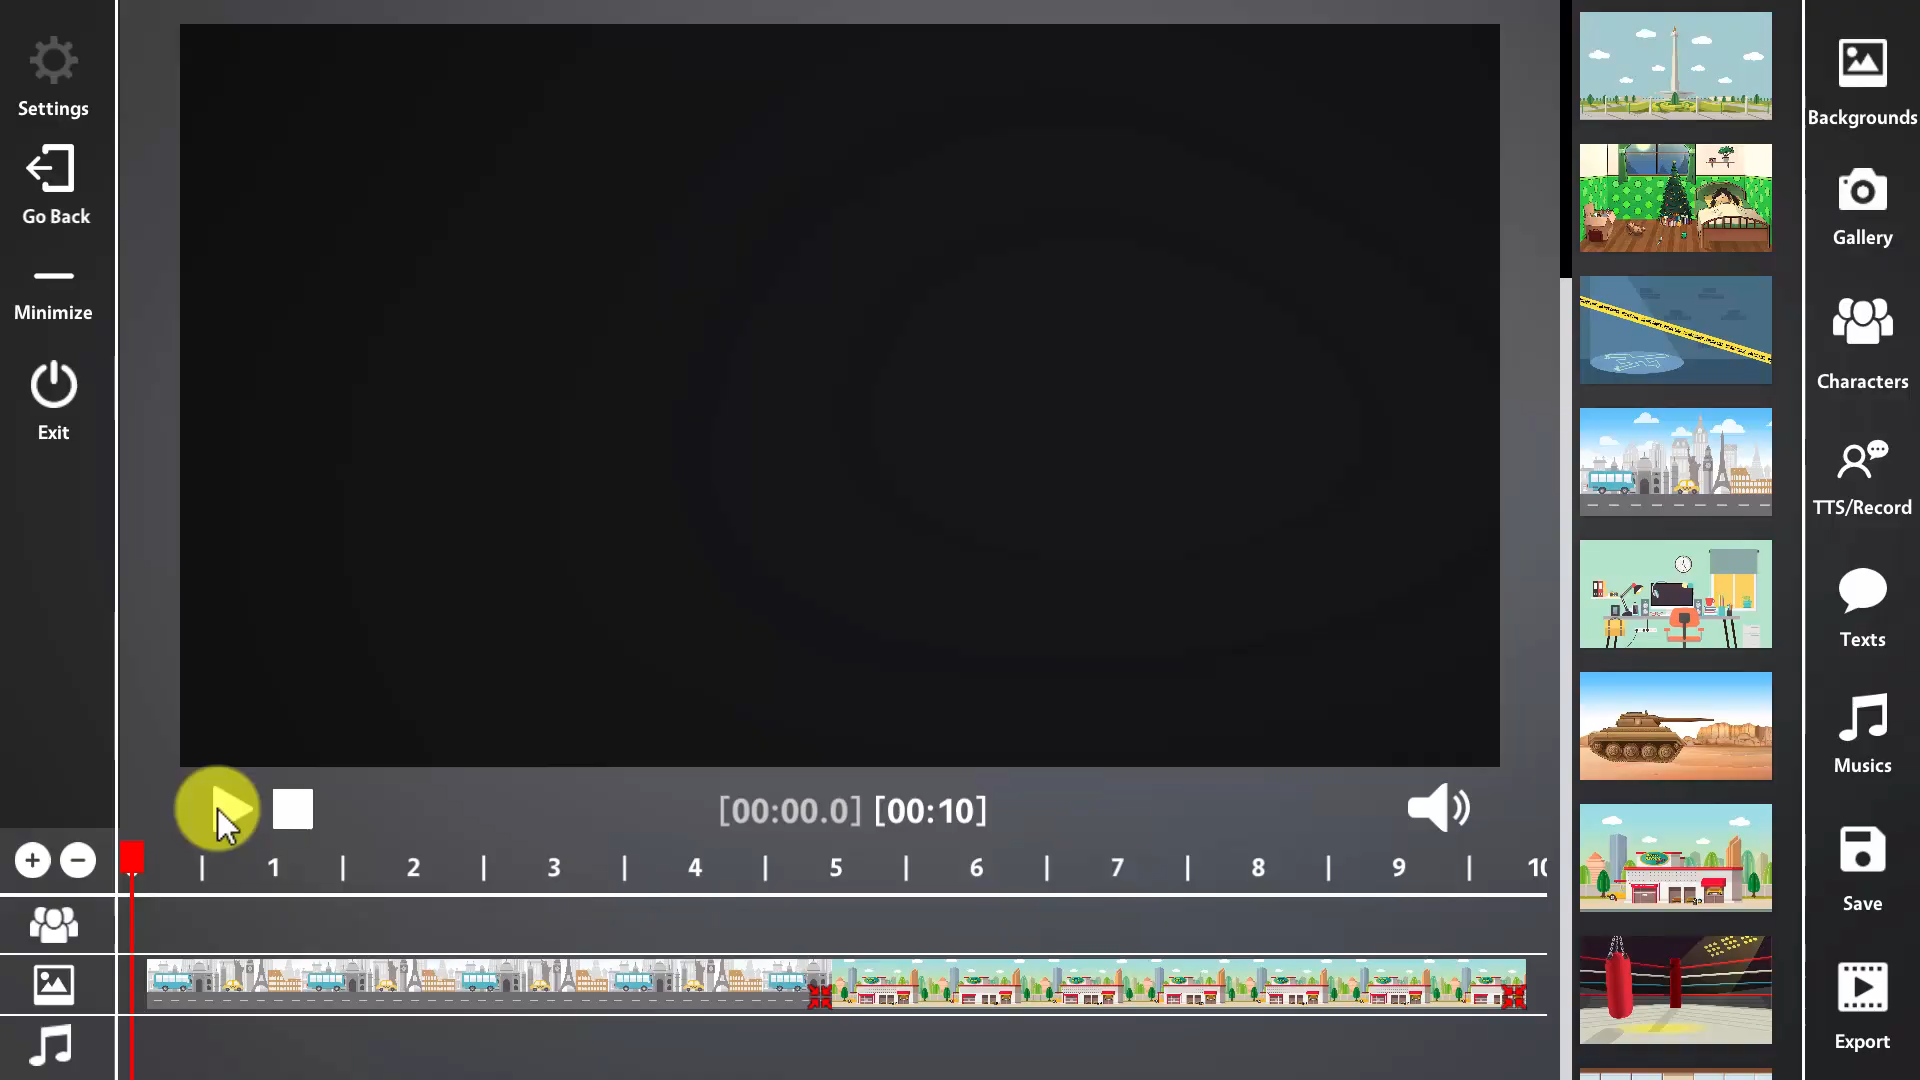 Settings
Go Back
Minimize
Exit
[00:00.0] [00:10]
1 2 3 4 5 6 7 8 9 10
Backgrounds
Gallery
Characters
TTS/Record
Texts
Musics
Save
Export